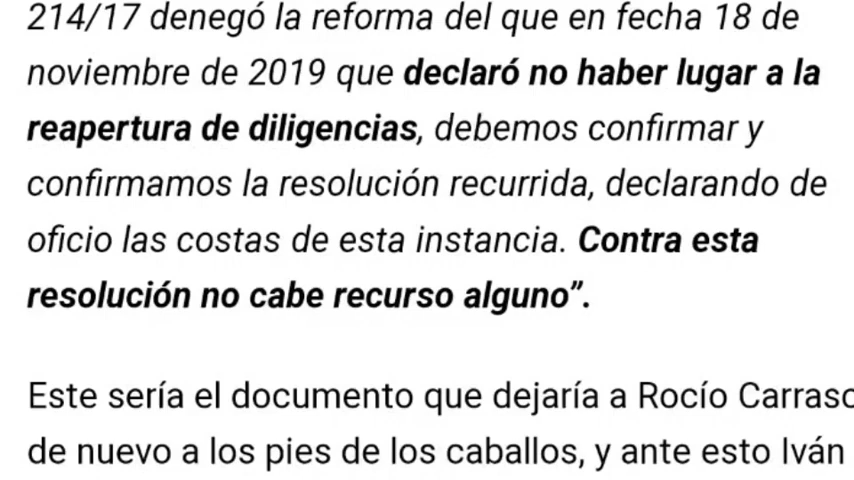 214/17 denegó la reforma del que en fecha 18 de
noviembre de 2019 que declaró no haber lugar a la
reapertura de diligencias, debemos confirmar y
confirmamos la resolución recurrida, declarando de
oficio las costas de esta instancia. Contra esta
resolución no cabe recurso alguno”.
Este sería el documento que dejaría a Rocío Carrasc
de nuevo a los pies de los caballos, y ante esto Iván